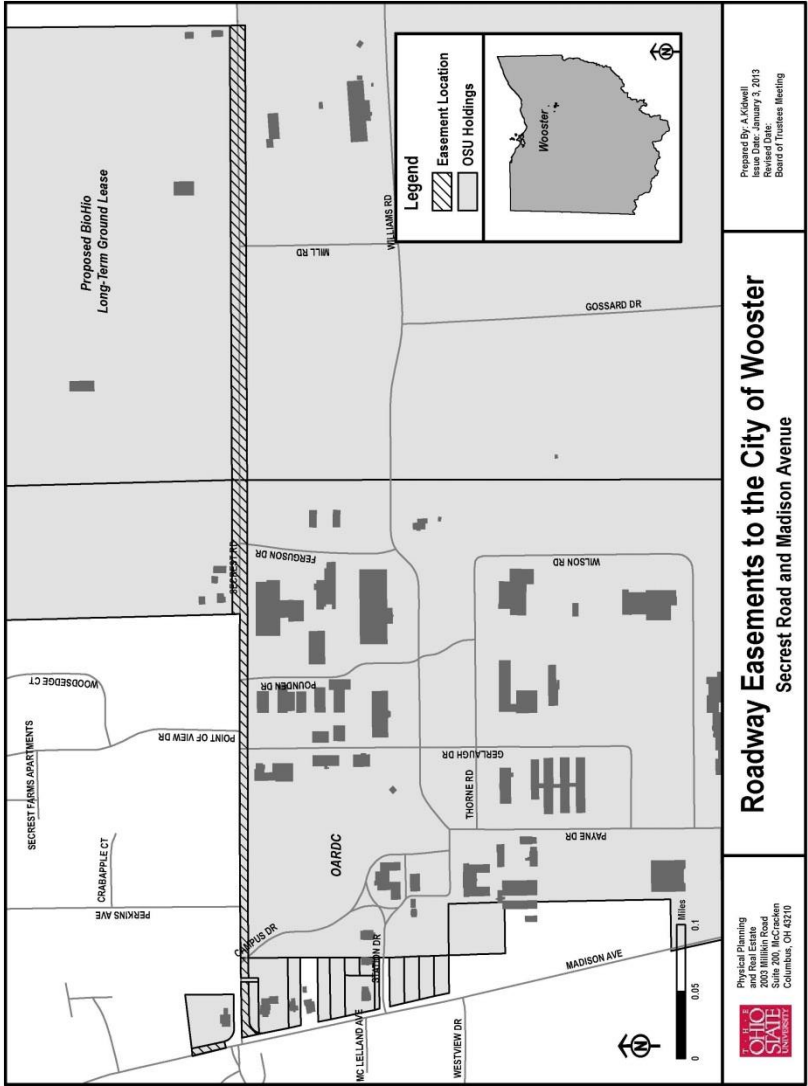 Proposed BioHio
Long-Term Ground Lease
SECREST FARMS APARTMENTS
WOODSEDGE CT
POINT OF VIEW DR
CRABAPPLE CT
PERKINS AVE
SECREST RD
CAMPUS DR
OARDC
STATION DR
MC LELLAND AVE
WESTVIEW DR
MADISON AVE
POUNDEN DR
FERGUSON DR
GERLAUGH DR
THORNE RD
PAYNE DR
WILSON RD
MILL RD
WILLIAMS RD
GOSSARD DR
Legend
Easement Location
OSU Holdings
Wooster
N
N
0
0.05
0.1
Miles
T · H · E
OHIO
STATE
UNIVERSITY
Physical Planning
and Real Estate
2003 Millikin Road
Suite 200, McCracken
Columbus, OH 43210
Roadway Easements to the City of Wooster
Secrest Road and Madison Avenue
Prepared By: A.Kidwell
Issue Date: January 3, 2013
Revised Date:
Board of Trustees Meeting